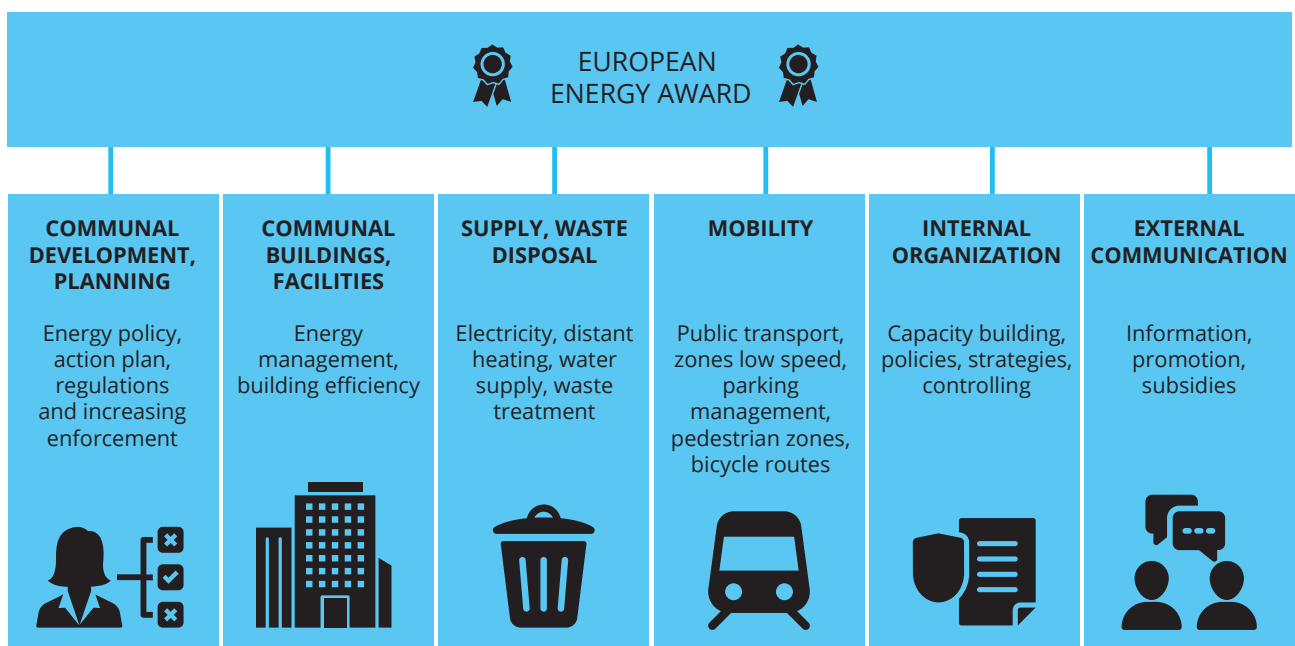 EUROPEAN
ENERGY AWARD
COMMUNAL
DEVELOPMENT,
PLANNING
Energy policy,
action plan,
regulations
and increasing
enforcement
COMMUNAL
BUILDINGS,
FACILITIES
Energy
management,
building efficiency
SUPPLY, WASTE
DISPOSAL
Electricity, distant
heating, water
supply, waste
treatment
MOBILITY
Public transport,
zones low speed,
parking
management,
pedestrian zones,
bicycle routes
INTERNAL
ORGANIZATION
Capacity building,
policies, strategies,
controlling
EXTERNAL
COMMUNICATION
Information,
promotion,
subsidies